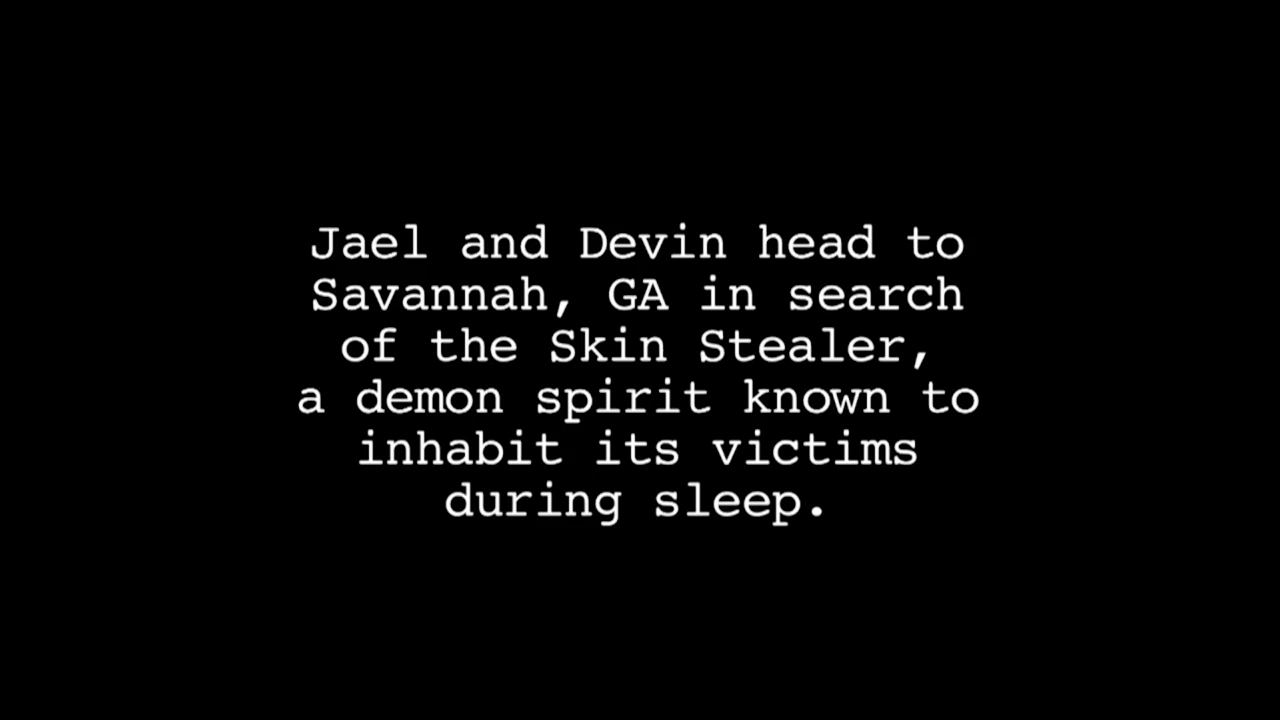 Jael and Devin head to
Savannah, GA in search
of the Skin Stealer,
a demon spirit known to
inhabit its victims
during sleep.